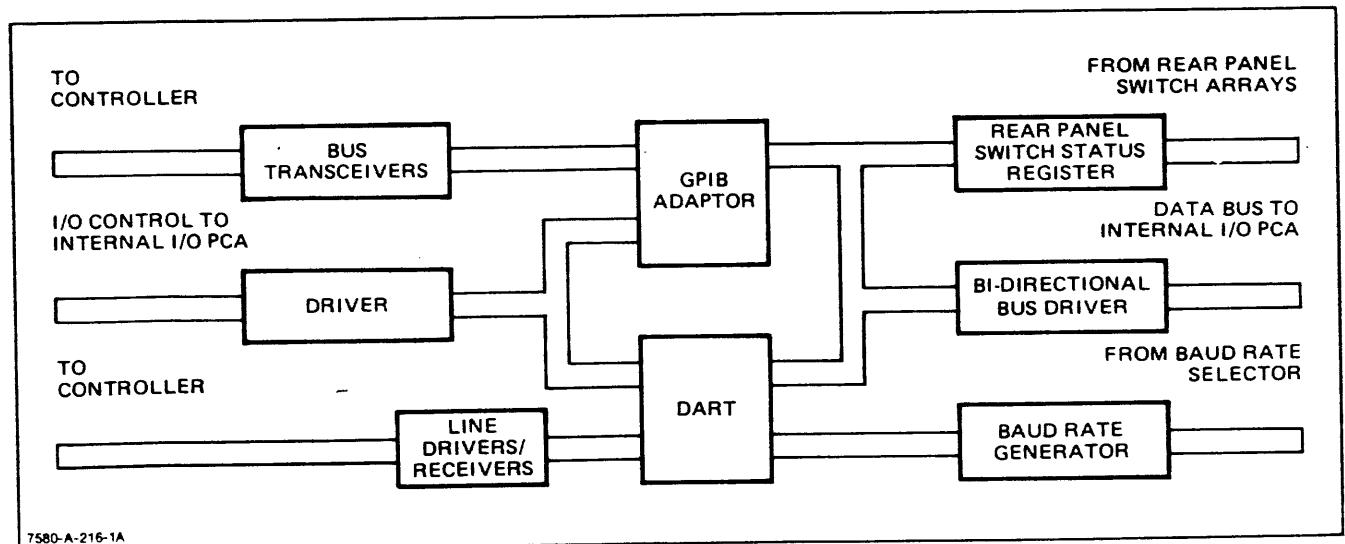 TO
CONTROLLER
FROM REAR PANEL
SWITCH ARRAYS
BUS
TRANSCEIVERS
GPIB
ADAPTOR
REAR PANEL
SWITCH STATUS
REGISTER
I/O CONTROL TO
INTERNAL I/O PCA
DATA BUS TO
INTERNAL I/O PCA
DRIVER
BI-DIRECTIONAL
BUS DRIVER
TO
CONTROLLER
FROM BAUD RATE
SELECTOR
DART
LINE
DRIVERS/
RECEIVERS
BAUD RATE
GENERATOR
7580-A-216-1A